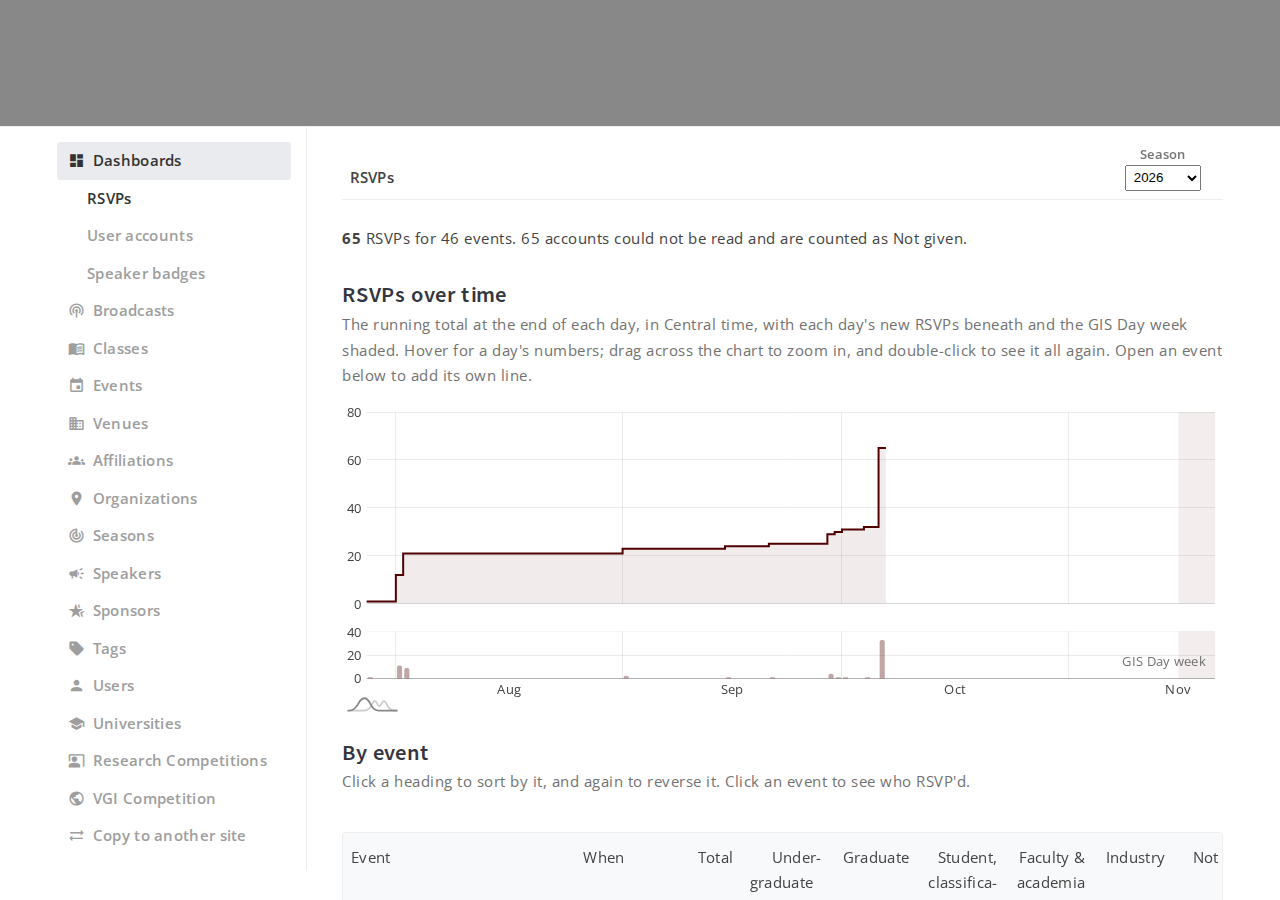 Dashboards
RSVPs
User accounts
Speaker badges
Broadcasts
Classes
Events
Venues
Affiliations
Organizations
Seasons
Speakers
Sponsors
Tags
Users
Universities
Research Competitions
VGI Competition
Copy to another site
Season
RSVPs
2026
65 RSVPs for 46 events. 65 accounts could not be read and are counted as Not given.
RSVPs over time
The running total at the end of each day, in Central time, with each day's new RSVPs beneath and the GIS Day week
shaded. Hover for a day's numbers; drag across the chart to zoom in, and double-click to see it all again. Open an event
below to add its own line.
80
60
40
20
0
40
20
0
GIS Day week
Aug Sep Oct Nov
By event
Click a heading to sort by it, and again to reverse it. Click an event to see who RSVP'd.
Event When Total Under- Graduate Student, Faculty & Industry Not
graduate classifica- academia